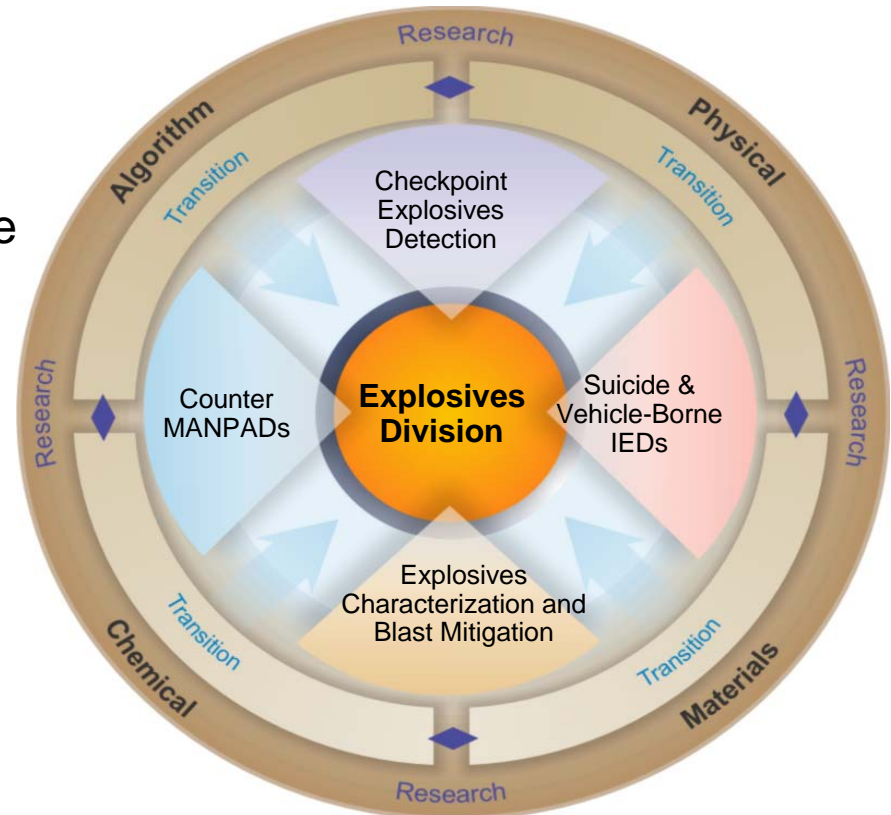 Research
Algorithm
Physical
Transition
Transition
Checkpoint
Explosives
Detection
e
Research
Counter
MANPADs
Explosives
Division
Suicide &
Vehicle-Borne
IEDs
Research
Explosives
Characterization and
Blast Mitigation
Transition
Transition
Chemical
Materials
Research